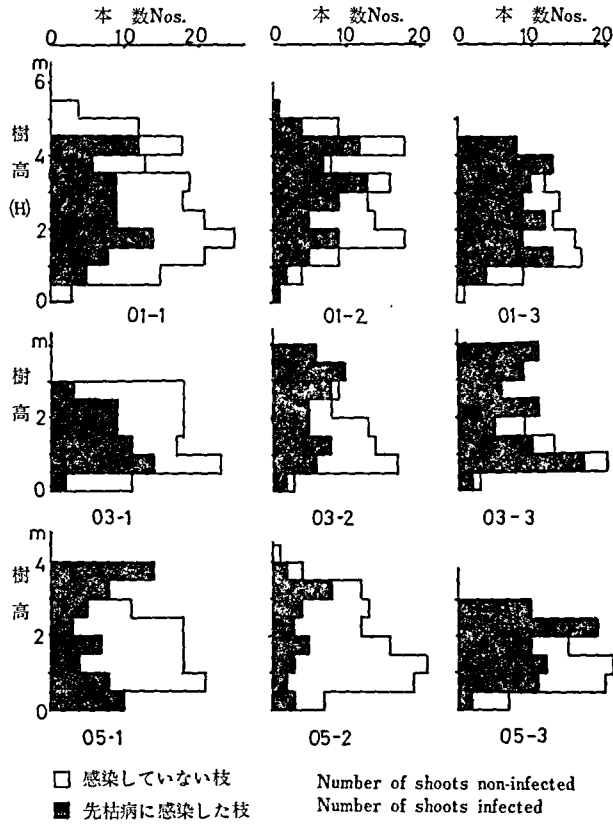 本 数Nos. 本 数Nos. 本 数Nos.
0 10 20 0 10 20 0 10 20
m
6
樹
高
(H)
4
2
0
01-1 01-2 01-3
m
樹
高
2
0
03-1 03-2 03-3
m
4
樹
高
2
0
05-1 05-2 05-3
感染していない枝 Number of shoots non-infected
先枯病に感染した枝 Number of shoots infected